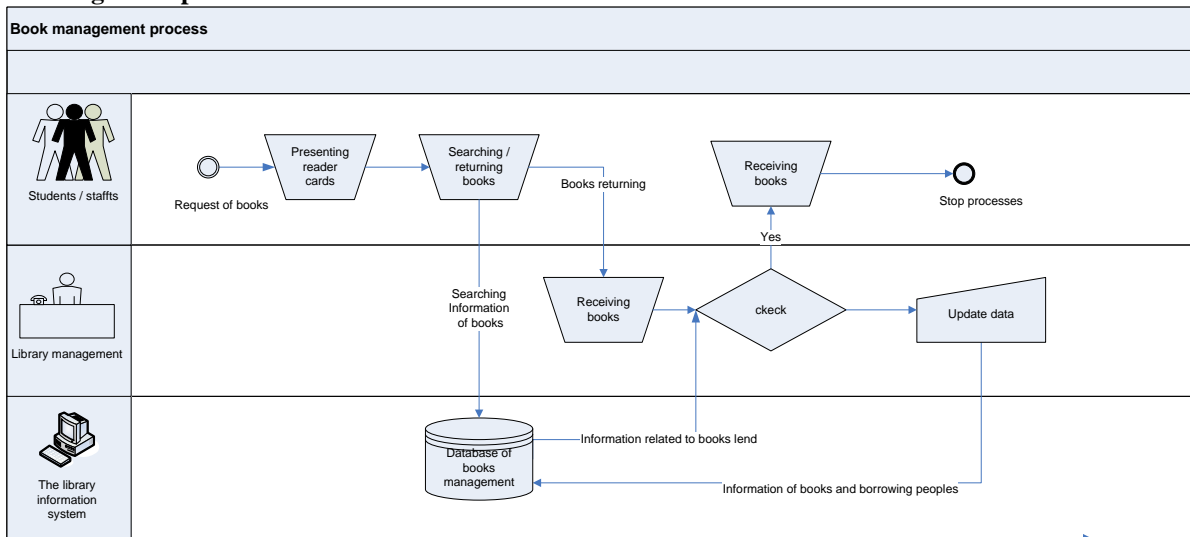 Book management process
Students / staffts
Request of books
Presenting
reader
cards
Searching /
returning
books
Books returning
Receiving
books
Stop processes
Yes
Library management
Searching
Information
of books
Receiving
books
ckeck
Update data
The library
information
system
Database of
books
management
Information related to books lend
Information of books and borrowing peoples